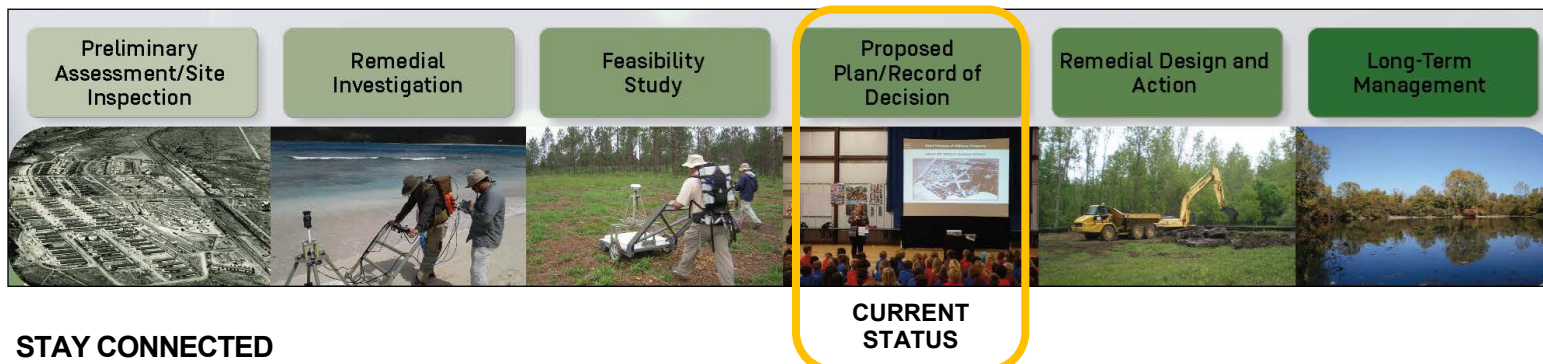 Preliminary
Assessment/Site
Inspection
Remedial
Investigation
Feasibility
Study
Proposed
Plan/Record of
Decision
Remedial Design and
Action
Long-Term
Management
CURRENT
STATUS
STAY CONNECTED